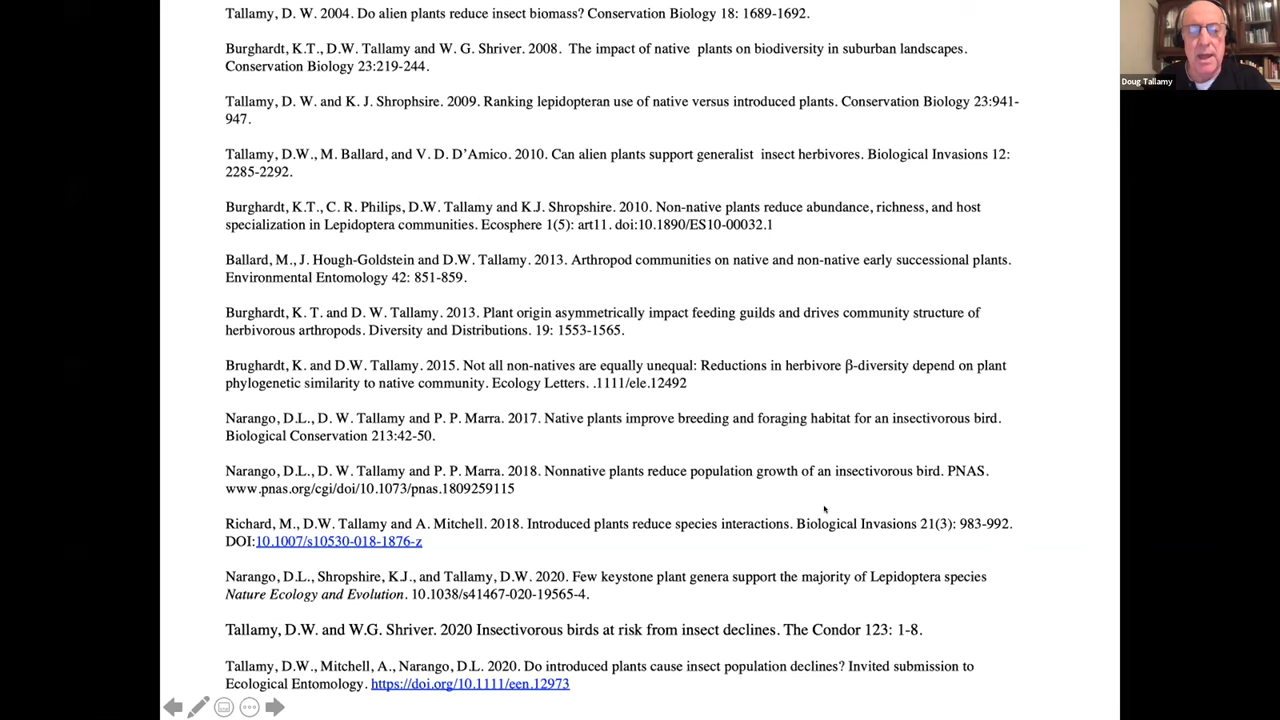 Tallamy, D. W. 2004. Do alien plants reduce insect biomass? Conservation Biology 18: 1689-1692.
Burghardt, K.T., D.W. Tallamy and W. G. Shriver. 2008. The impact of native plants on biodiversity in suburban landscapes.
Conservation Biology 23:219-244.
Tallamy, D. W. and K. J. Shrophsire. 2009. Ranking lepidopteran use of native versus introduced plants. Conservation Biology 23:941-
947.
Tallamy, D.W., M. Ballard, and V. D. D'Amico. 2010. Can alien plants support generalist insect herbivores. Biological Invasions 12:
2285-2292.
Burghardt, K.T., C. R. Philips, D.W. Tallamy and K.J. Shropshire. 2010. Non-native plants reduce abundance, richness, and host
specialization in Lepidoptera communities. Ecosphere 1(5): art11. doi:10.1890/ES10-00032.1
Ballard, M., J. Hough-Goldstein and D.W. Tallamy. 2013. Arthropod communities on native and non-native early successional plants.
Environmental Entomology 42: 851-859.
Burghardt, K. T. and D. W. Tallamy. 2013. Plant origin asymmetrically impact feeding guilds and drives community structure of
herbivorous arthropods. Diversity and Distributions. 19: 1553-1565.
Brughardt, K. and D.W. Tallamy. 2015. Not all non-natives are equally unequal: Reductions in herbivore β-diversity depend on plant
phylogenetic similarity to native community. Ecology Letters. .1111/ele.12492
Narango, D.L., D. W. Tallamy and P. P. Marra. 2017. Native plants improve breeding and foraging habitat for an insectivorous bird.
Biological Conservation 213:42-50.
Narango, D.L., D. W. Tallamy and P. P. Marra. 2018. Nonnative plants reduce population growth of an insectivorous bird. PNAS.
www.pnas.org/cgi/doi/10.1073/pnas.1809259115
Richard, M., D.W. Tallamy and A. Mitchell. 2018. Introduced plants reduce species interactions. Biological Invasions 21(3): 983-992.
DOI:10.1007/s10530-018-1876-z
Narango, D.L., Shropshire, K.J., and Tallamy, D.W. 2020. Few keystone plant genera support the majority of Lepidoptera species
Nature Ecology and Evolution. 10.1038/s41467-020-19565-4.
Tallamy, D.W. and W.G. Shriver. 2020 Insectivorous birds at risk from insect declines. The Condor 123: 1-8.
Tallamy, D.W., Mitchell, A., Narango, D.L. 2020. Do introduced plants cause insect population declines? Invited submission to
Ecological Entomology. https://doi.org/10.1111/een.12973
Doug Tallamy